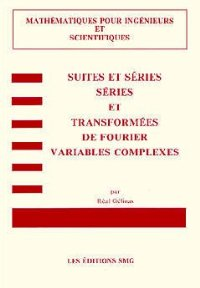 MATHÉMATIQUES POUR INGÉNIEURS
ET
SCIENTIFIQUES
SUITES ET SÉRIES
SÉRIES
ET
TRANSFORMÉES
DE FOURIER
VARIABLES COMPLEXES
par
Réal Gélinas
LES ÉDITIONS SMG